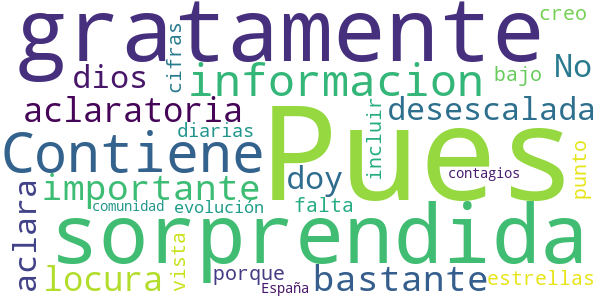 gratamente
creo
cifras
dios
informacion
bajo
No
aclaratoria
desescalada
diarias
incluir
Contiene
Pues
contagios
aclara
importante
doy
punto
comunidad
evolución
falta
sorprendida
vista
locura
porque
España
bastante
estrellas